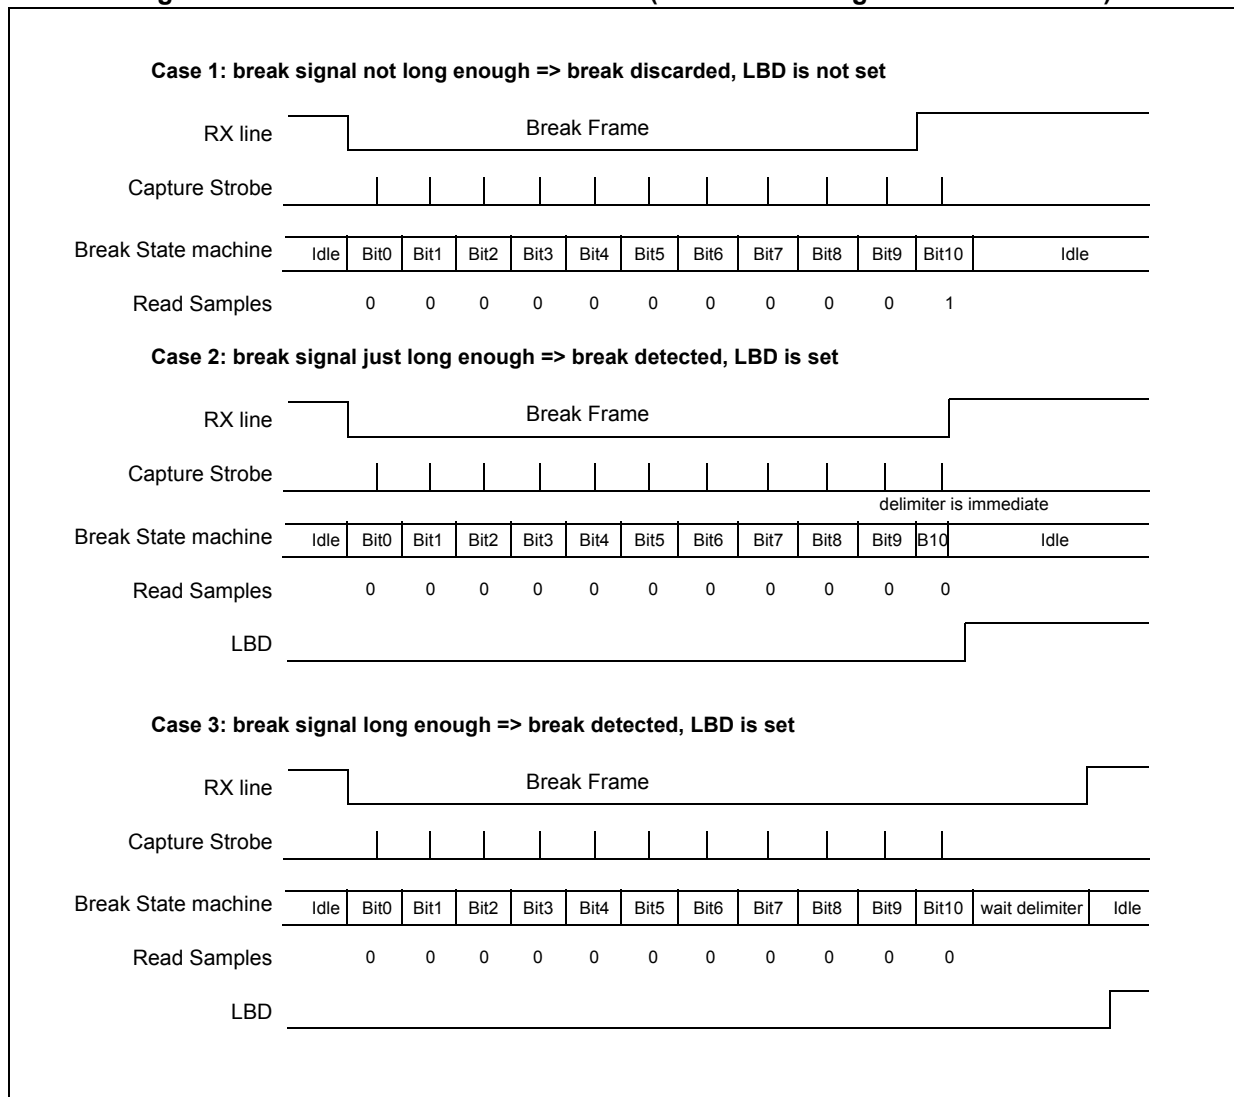 Case 1: break signal not long enough => break discarded, LBD is not set
RX line Break Frame
Capture Strobe
Break State machine Idle Bit0 Bit1 Bit2 Bit3 Bit4 Bit5 Bit6 Bit7 Bit8 Bit9 Bit10 Idle
Read Samples 0 0 0 0 0 0 0 0 0 0 1
Case 2: break signal just long enough => break detected, LBD is set
RX line Break Frame
Capture Strobe
delimiter is immediate
Break State machine Idle Bit0 Bit1 Bit2 Bit3 Bit4 Bit5 Bit6 Bit7 Bit8 Bit9 B10 Idle
Read Samples 0 0 0 0 0 0 0 0 0 0 0
LBD
Case 3: break signal long enough => break detected, LBD is set
RX line Break Frame
Capture Strobe
Break State machine Idle Bit0 Bit1 Bit2 Bit3 Bit4 Bit5 Bit6 Bit7 Bit8 Bit9 Bit10 wait delimiter Idle
Read Samples 0 0 0 0 0 0 0 0 0 0 0
LBD